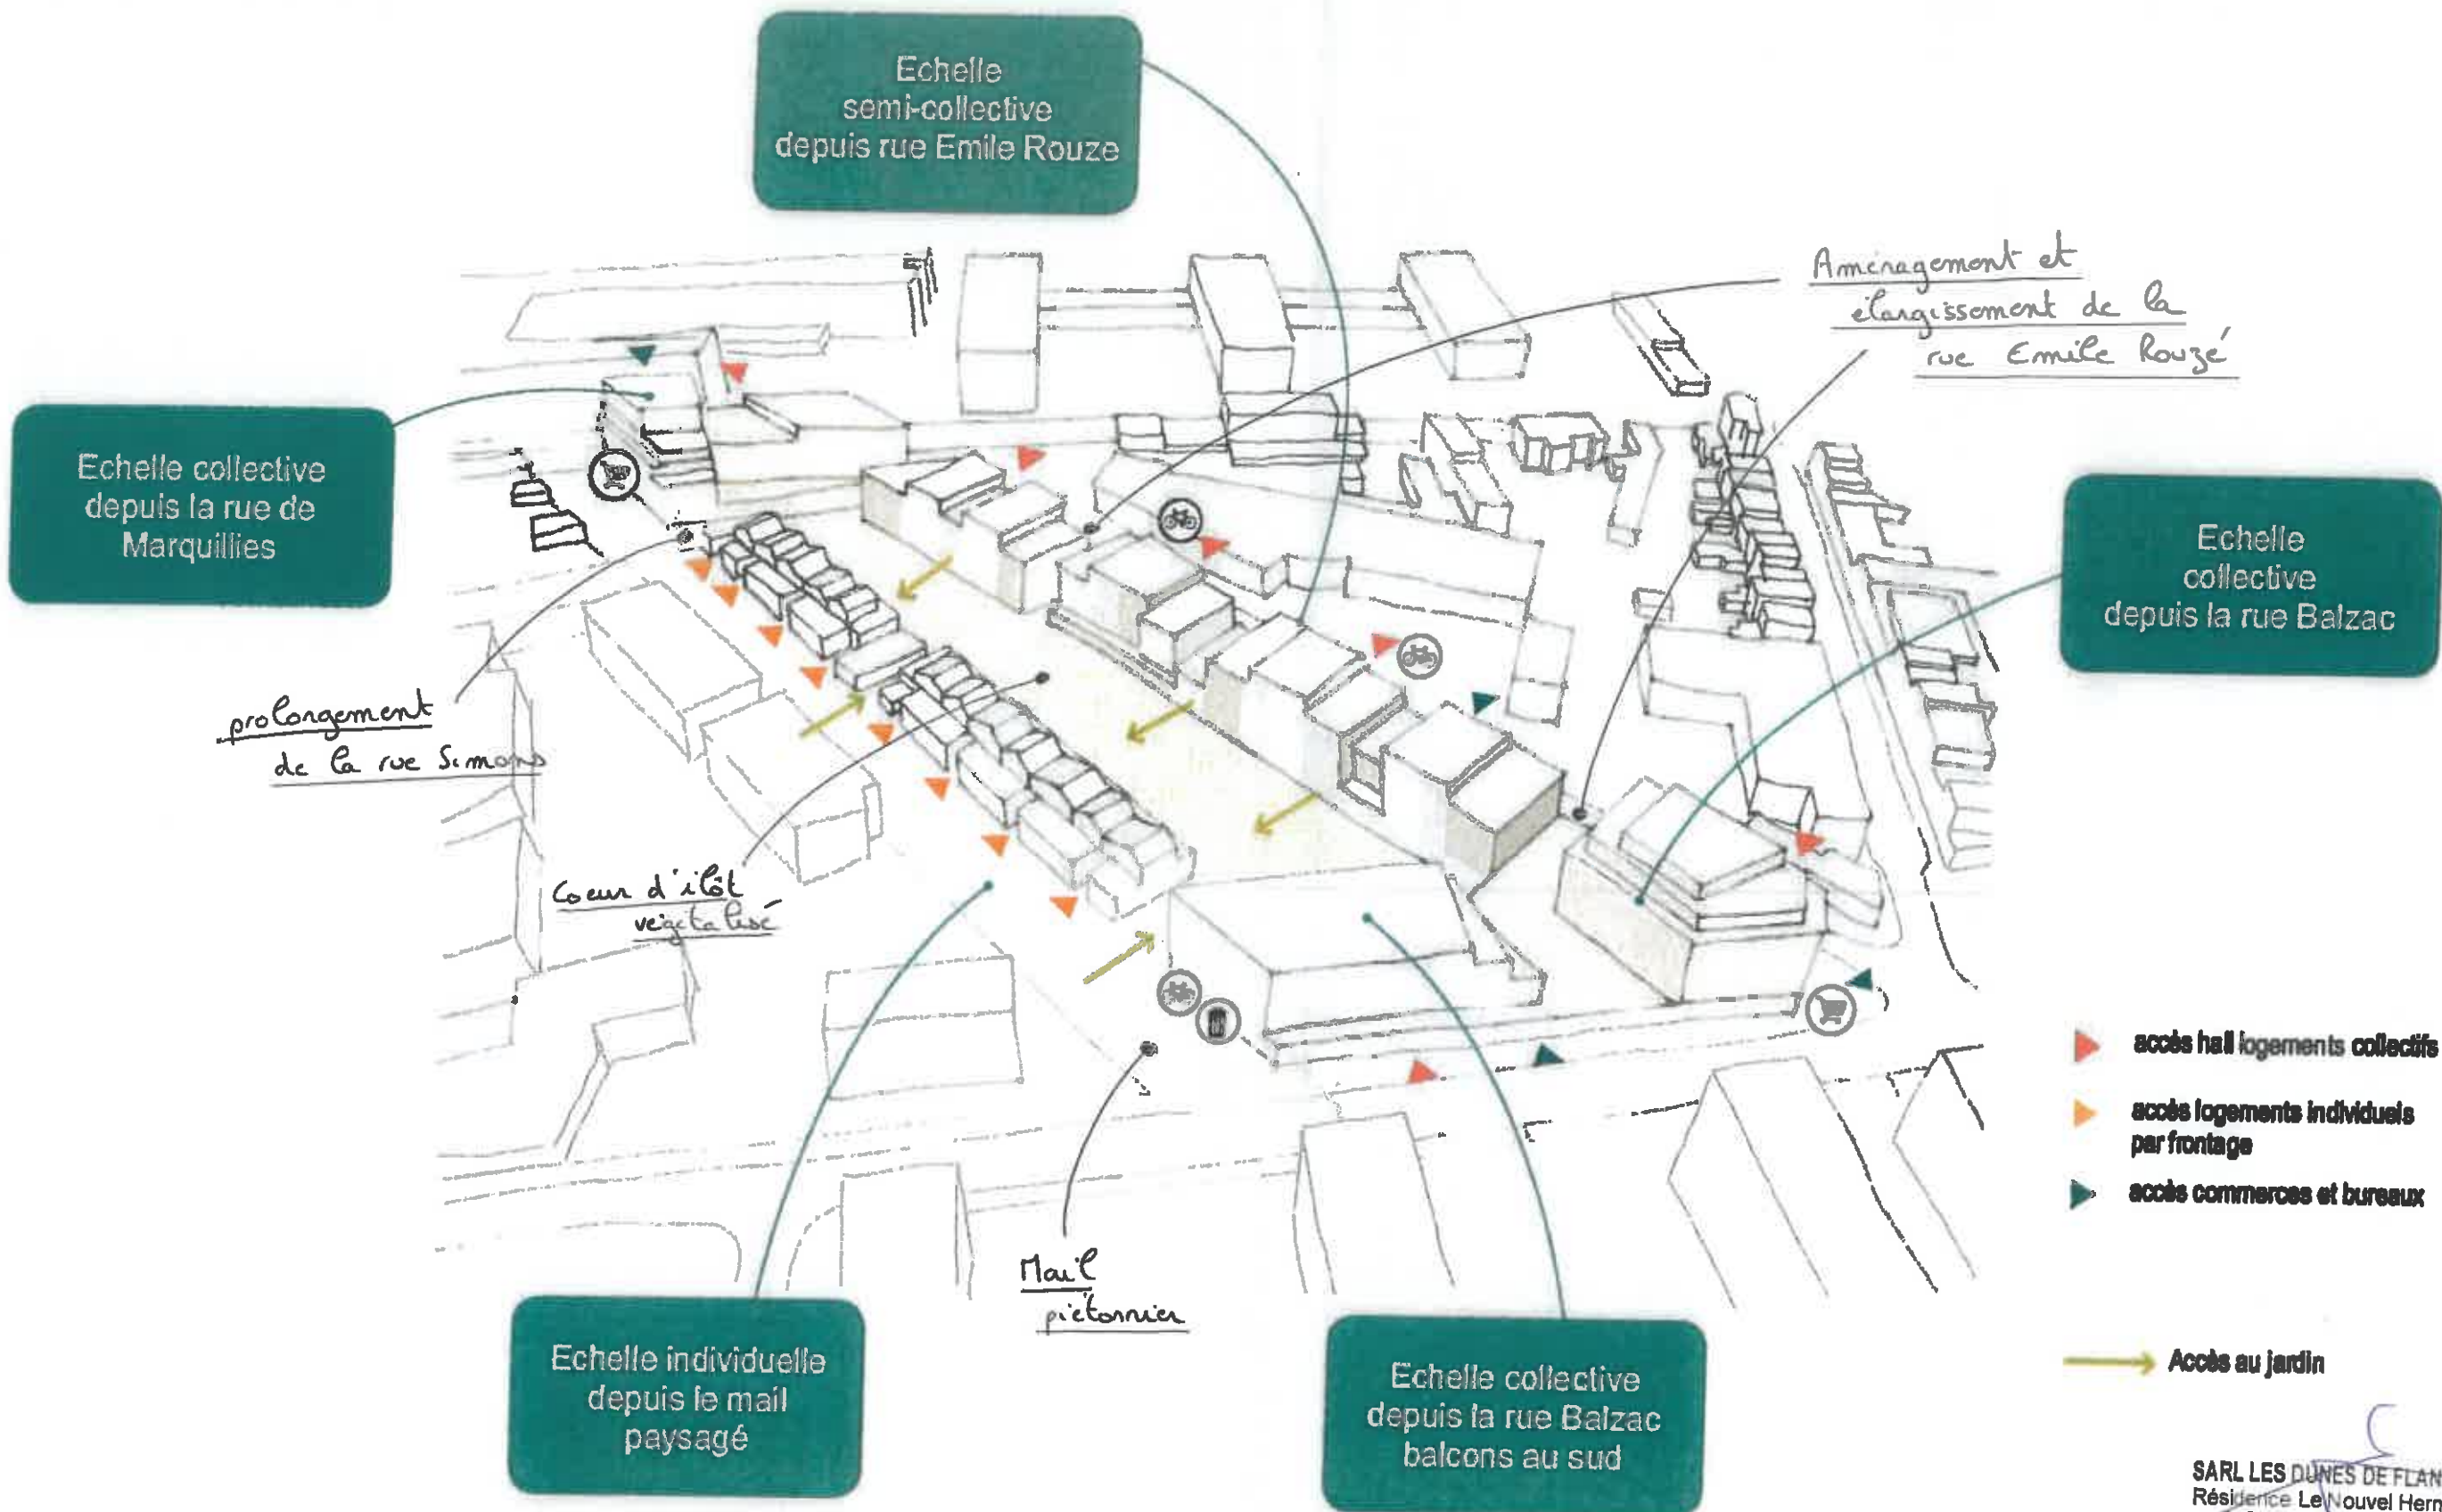 Echelle
semi-collective
depuis rue Emile Rouze
Aménagement et
élargissement de la
rue Emile Rouzé
Echelle collective
depuis la rue de
Marquillies
Echelle
collective
depuis la rue Balzac
prolongement
de la rue Simons
Coeur d'ilôt
végétalisé
Mail
piétonnier
Echelle individuelle
depuis le mail
paysagé
Echelle collective
depuis la rue Balzac
balcons au sud
accès hall logements collectifs
accès logements individuels
par frontage
accès commerces et bureaux
Accès au jardin
SARL LES DUNES DE
Résidence Le Nouvel